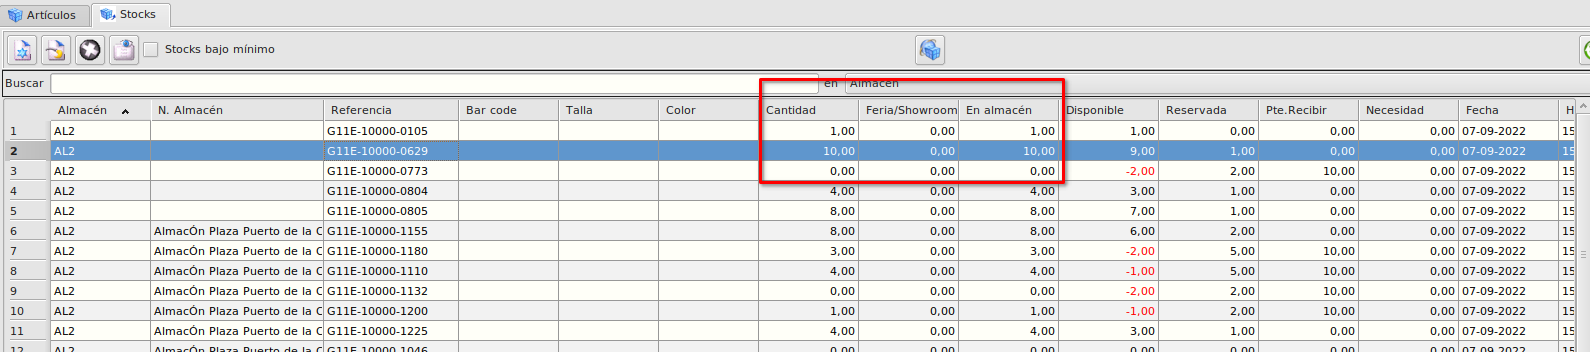 Artículos Stocks
Stocks bajo mínimo
Buscar en Almacén
Almacén N. Almacén Referencia Bar code Talla Color Cantidad Feria/Showroom En almacén Disponible Reservada Pte.Recibir Necesidad Fecha H
1 AL2 G11E-10000-0105 1,00 0,00 1,00 1,00 0,00 0,00 0,00 07-09-2022 15
2 AL2 G11E-10000-0629 10,00 0,00 10,00 9,00 1,00 0,00 0,00 07-09-2022 15
3 AL2 G11E-10000-0773 0,00 0,00 0,00 -2,00 2,00 10,00 0,00 07-09-2022 15
4 AL2 G11E-10000-0804 4,00 0,00 4,00 3,00 1,00 0,00 0,00 07-09-2022 15
5 AL2 G11E-10000-0805 8,00 0,00 8,00 7,00 1,00 0,00 0,00 07-09-2022 15
6 AL2 AlmacÓn Plaza Puerto de la C G11E-10000-1155 8,00 0,00 8,00 6,00 2,00 0,00 0,00 07-09-2022 15
7 AL2 AlmacÓn Plaza Puerto de la C G11E-10000-1180 3,00 0,00 3,00 -2,00 5,00 10,00 0,00 07-09-2022 15
8 AL2 AlmacÓn Plaza Puerto de la C G11E-10000-1110 4,00 0,00 4,00 -1,00 5,00 10,00 0,00 07-09-2022 15
9 AL2 AlmacÓn Plaza Puerto de la C G11E-10000-1132 0,00 0,00 0,00 -2,00 2,00 10,00 0,00 07-09-2022 15
10 AL2 AlmacÓn Plaza Puerto de la C G11E-10000-1200 1,00 0,00 1,00 -1,00 2,00 10,00 0,00 07-09-2022 15
11 AL2 AlmacÓn Plaza Puerto de la C G11E-10000-1225 4,00 0,00 4,00 3,00 1,00 0,00 0,00 07-09-2022 15
12 AL2 AlmacÓn Plaza Puerto de la C G11E-10000-1046 0,00 0,00 0,00 0,00 0,00 0,00 0,00 07-09-2022 15